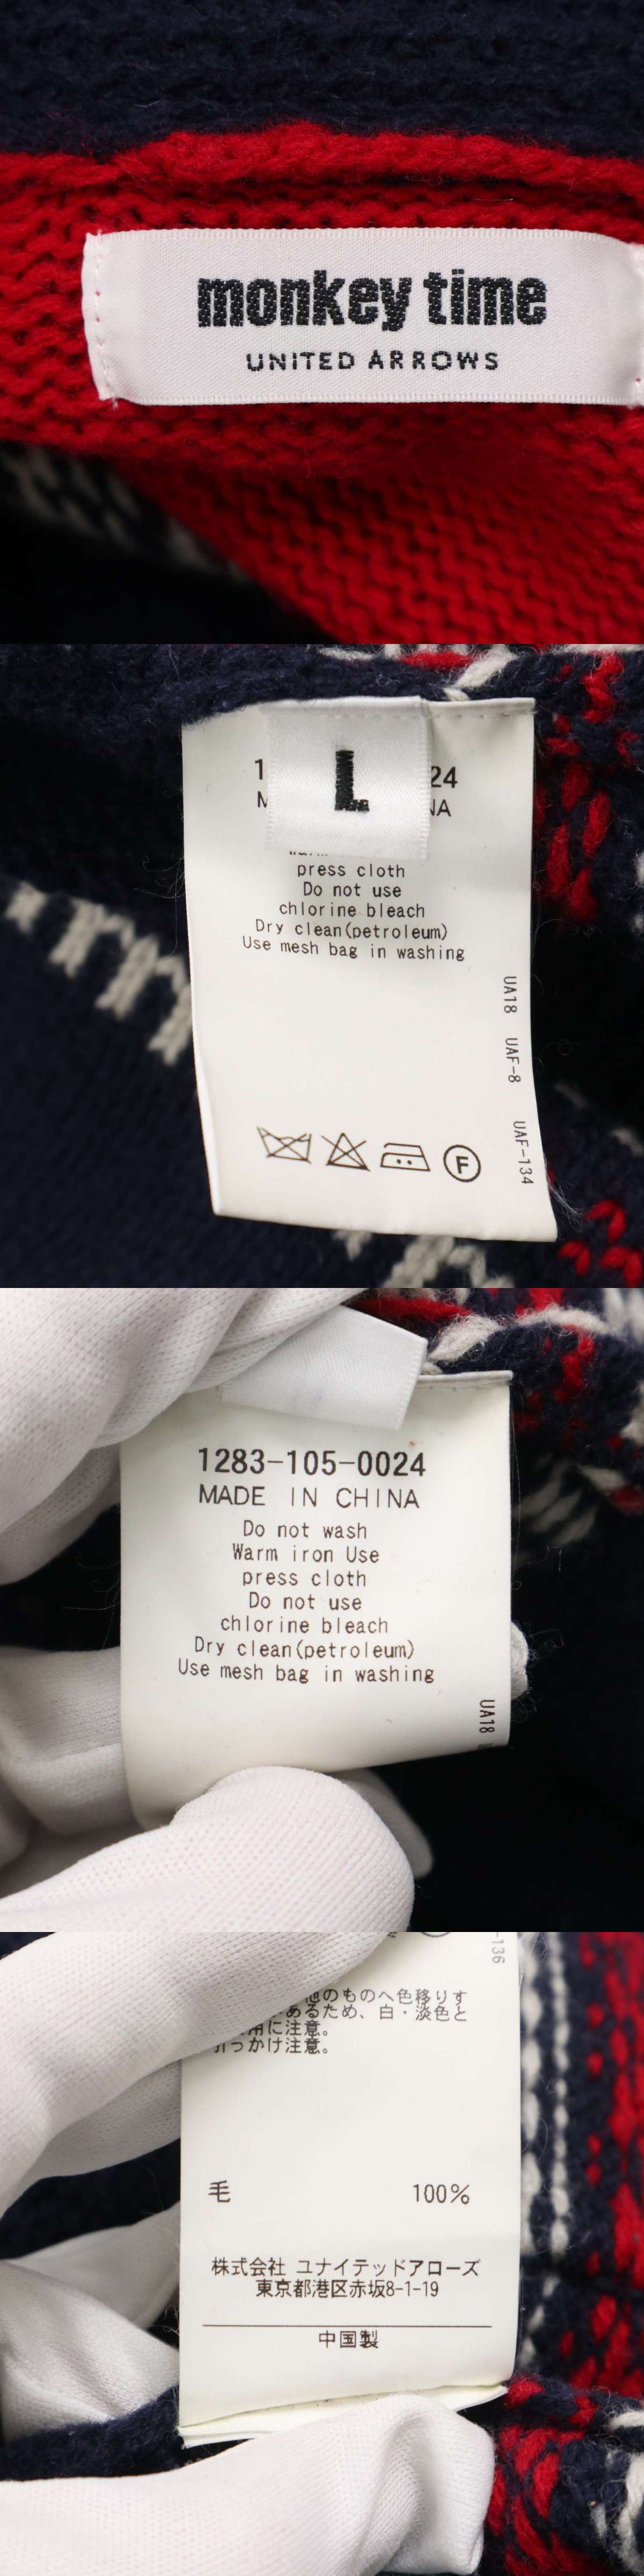 monkey time
UNITED ARROWS
L
24
press cloth
Do not use
chlorine bleach
Dry clean(petroleum)
Use mesh bag in washing
UA18 UAF-8 UAF-134
F
1283-105-0024
MADE IN CHINA
Do not wash
Warm iron Use
press cloth
Do not use
chlorine bleach
Dry clean(petroleum)
Use mesh bag in washing
UA18
-136
他のものへ色移りす
あるため、白・淡色と
用に注意。
引っかけ注意。
毛 100%
株式会社 ユナイテッドアローズ
東京都港区赤坂8-1-19
中国製